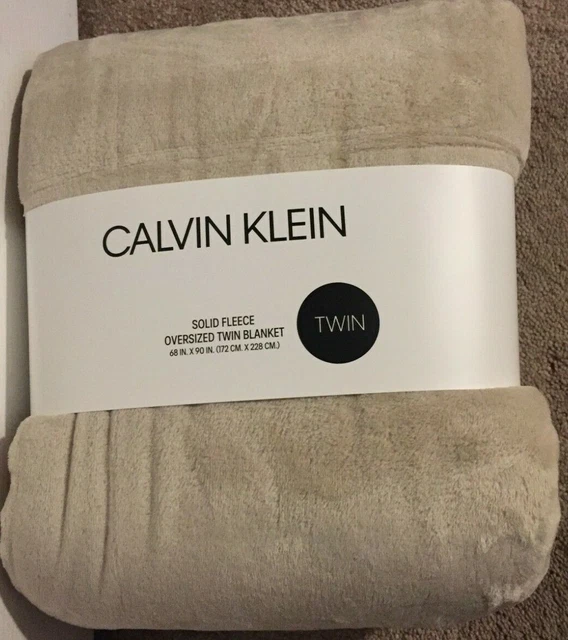 CALVIN KLEIN
SOLID FLEECE
OVERSIZED TWIN BLANKET
68 IN. X 90 IN. (172 CM. X 228 CM.)
TWIN